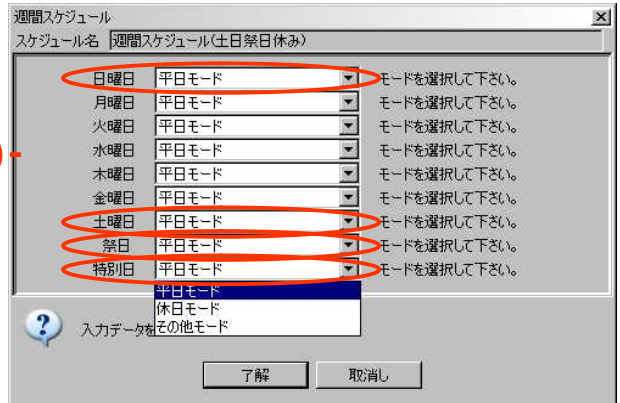 週間スケジュール
スケジュール名 週間スケジュール(土日祭日休み)
日曜日 平日モード モードを選択して下さい。
月曜日 平日モード モードを選択して下さい。
火曜日 平日モード モードを選択して下さい。
水曜日 平日モード モードを選択して下さい。
木曜日 平日モード モードを選択して下さい。
金曜日 平日モード モードを選択して下さい。
土曜日 平日モード モードを選択して下さい。
祭日 平日モード モードを選択して下さい。
特別日 平日モード モードを選択して下さい。
平日モード
休日モード
入力データを その他モード
了解 取消し